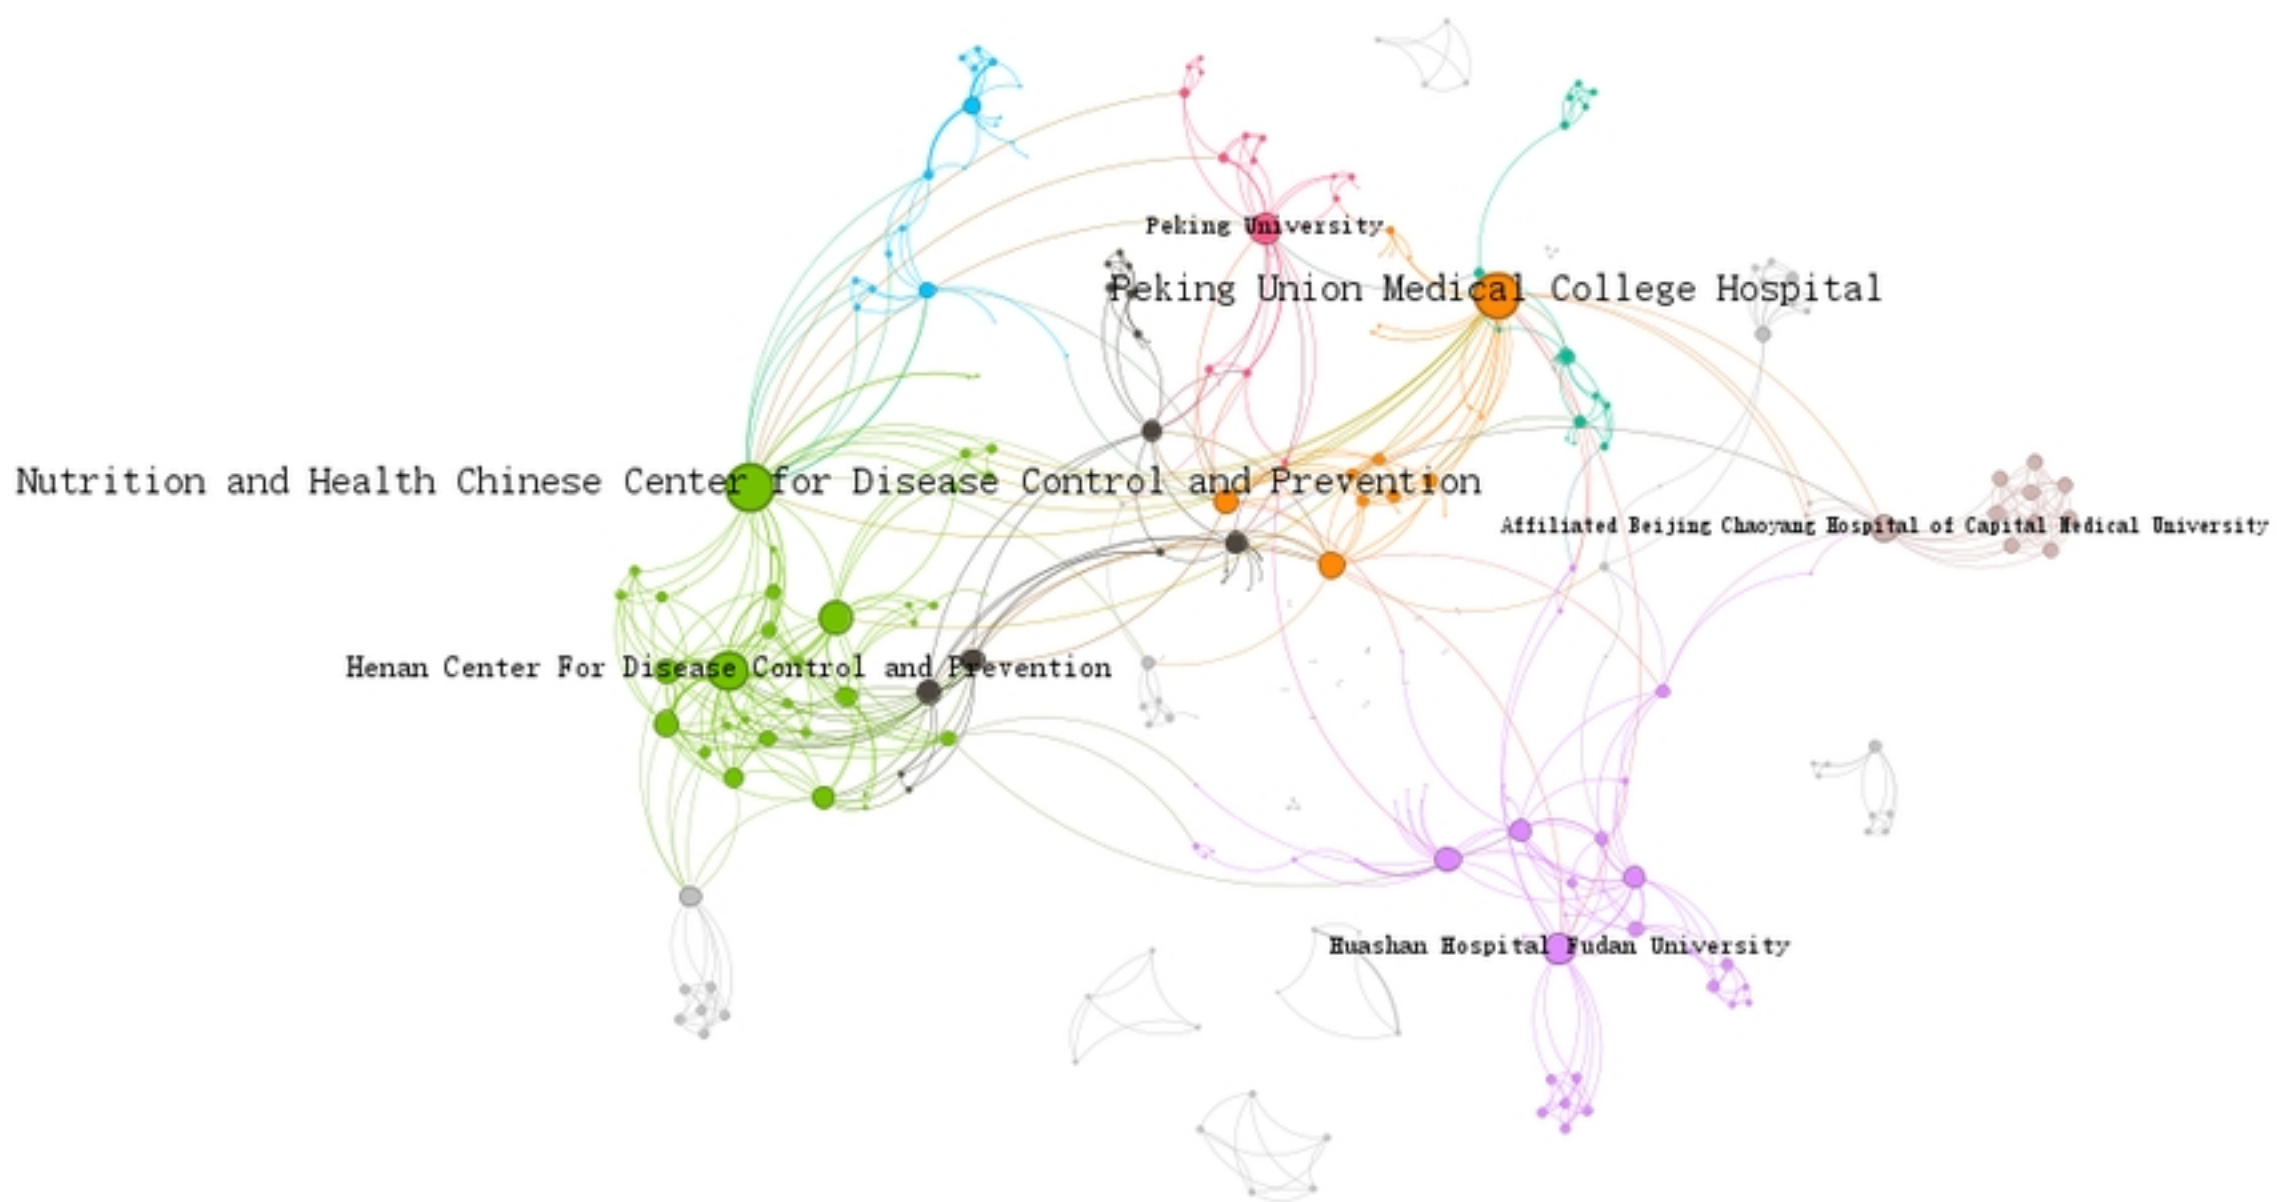 Peking University
Peking Union Medical College Hospital
Nutrition and Health Chinese Center for Disease Control and Prevention
Affiliated Beijing Chaoyang Hospital of Capital Medical University
Henan Center For Disease Control and Prevention
Huashan Hospital Fudan University